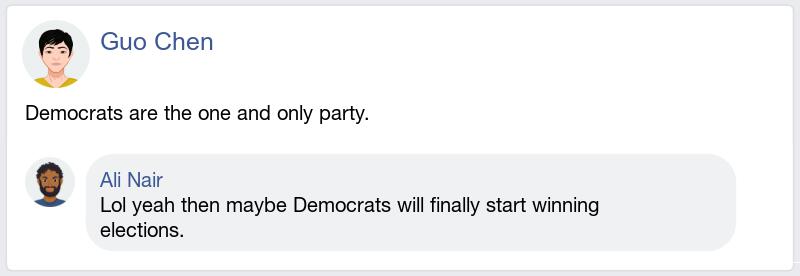 Guo Chen
Democrats are the one and only party.
Ali Nair
Lol yeah then maybe Democrats will finally start winning
elections.